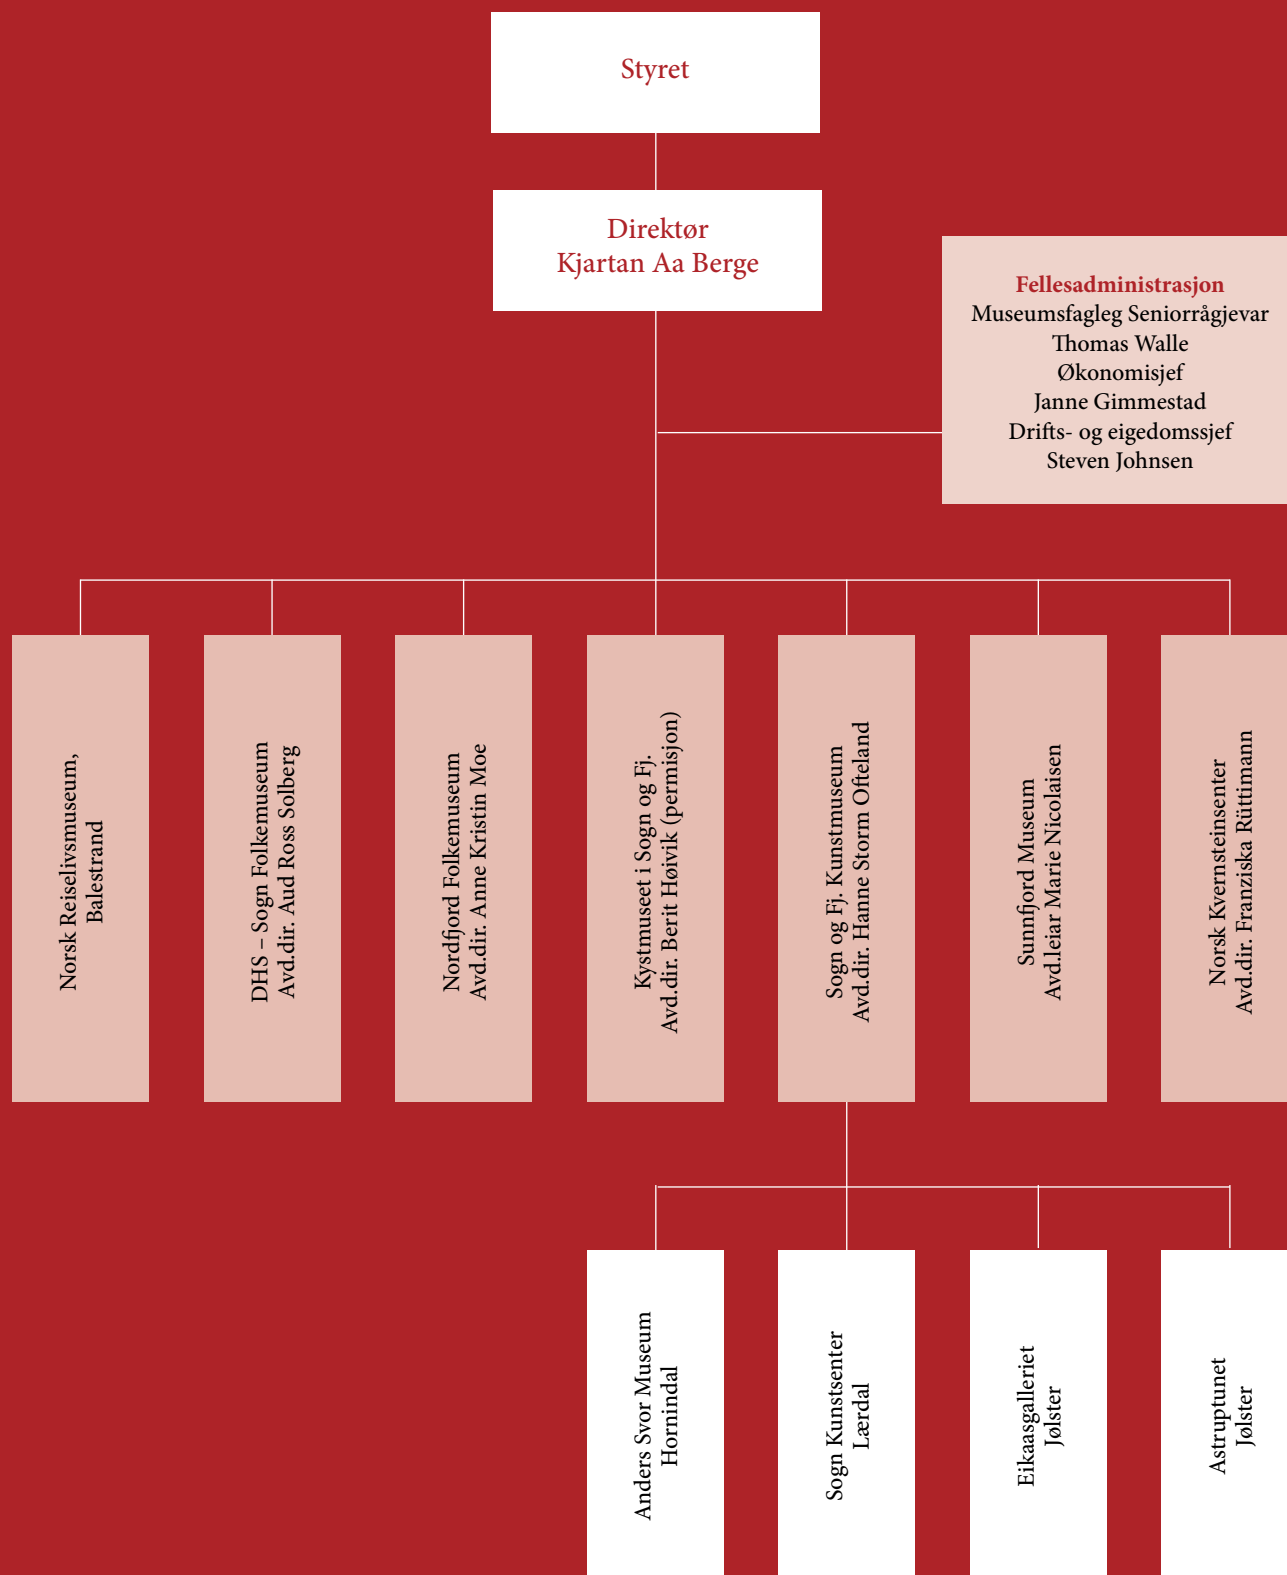 Styret
Direktør
Kjartan Aa Berge
Fellesadministrasjon
Museumsfagleg Seniorrågjevar
Thomas Walle
Økonomisjef
Janne Gimmestad
Drifts- og eigedomssjef
Steven Johnsen
Norsk Reiselivsmuseum,
Balestrand
DHS – Sogn Folkemuseum
Avd.dir. Aud Ross Solberg
Nordfjord Folkemuseum
Avd.dir. Anne Kristin Moe
Kystmuseet i Sogn og Fj.
Avd.dir. Berit Høivik (permisjon)
Sogn og Fj. Kunstmuseum
Avd.dir. Hanne Storm Ofteland
Sunnfjord Museum
Avd.leiar Marie Nicolaisen
Norsk Kvernsteinsenter
Avd.dir. Franziska Rüttimann
Anders Svor Museum
Hornindal
Sogn Kunstsenter
Lærdal
Eikaasgalleriet
Jølster
Astruptunet
Jølster